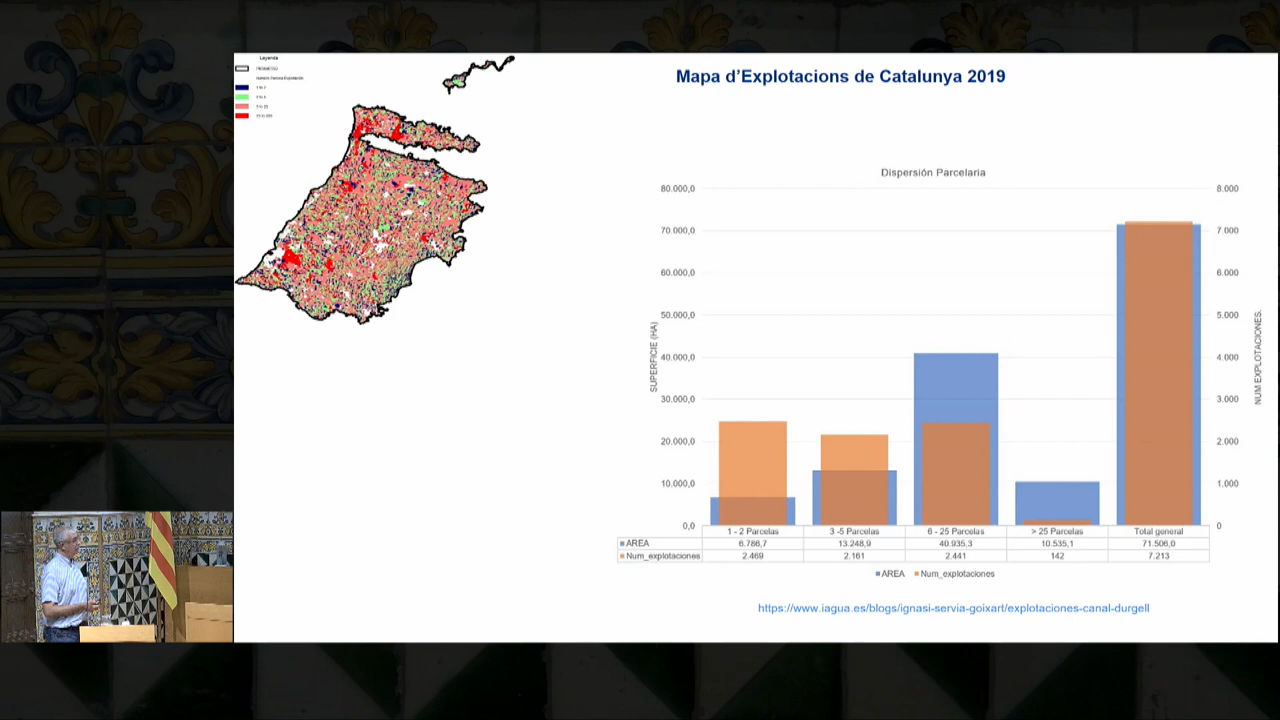 Leyenda
Mapa d'Explotacions de Catalunya 2019
Dispersión Parcelaria
80.000,0
70.000,0
60.000,0
50.000,0
40.000,0
30.000,0
20.000,0
10.000,0
0,0
SUPERFICIE (HA)
8.000
7.000
6.000
5.000
4.000
3.000
2.000
1.000
0
NUM EXPLOTACIONES.
1 - 2 Parcelas 3 -5 Parcelas 6 - 25 Parcelas > 25 Parcelas Total general
AREA 6.786,7 13.248,9 40.935,3 10.535,1 71.506,0
Num_explotaciones 2.469 2.161 2.441 142 7.213
AREA Num_explotaciones
https://www.iagua.es/blogs/ignasi-servia-goixart/explotaciones-canal-durgell